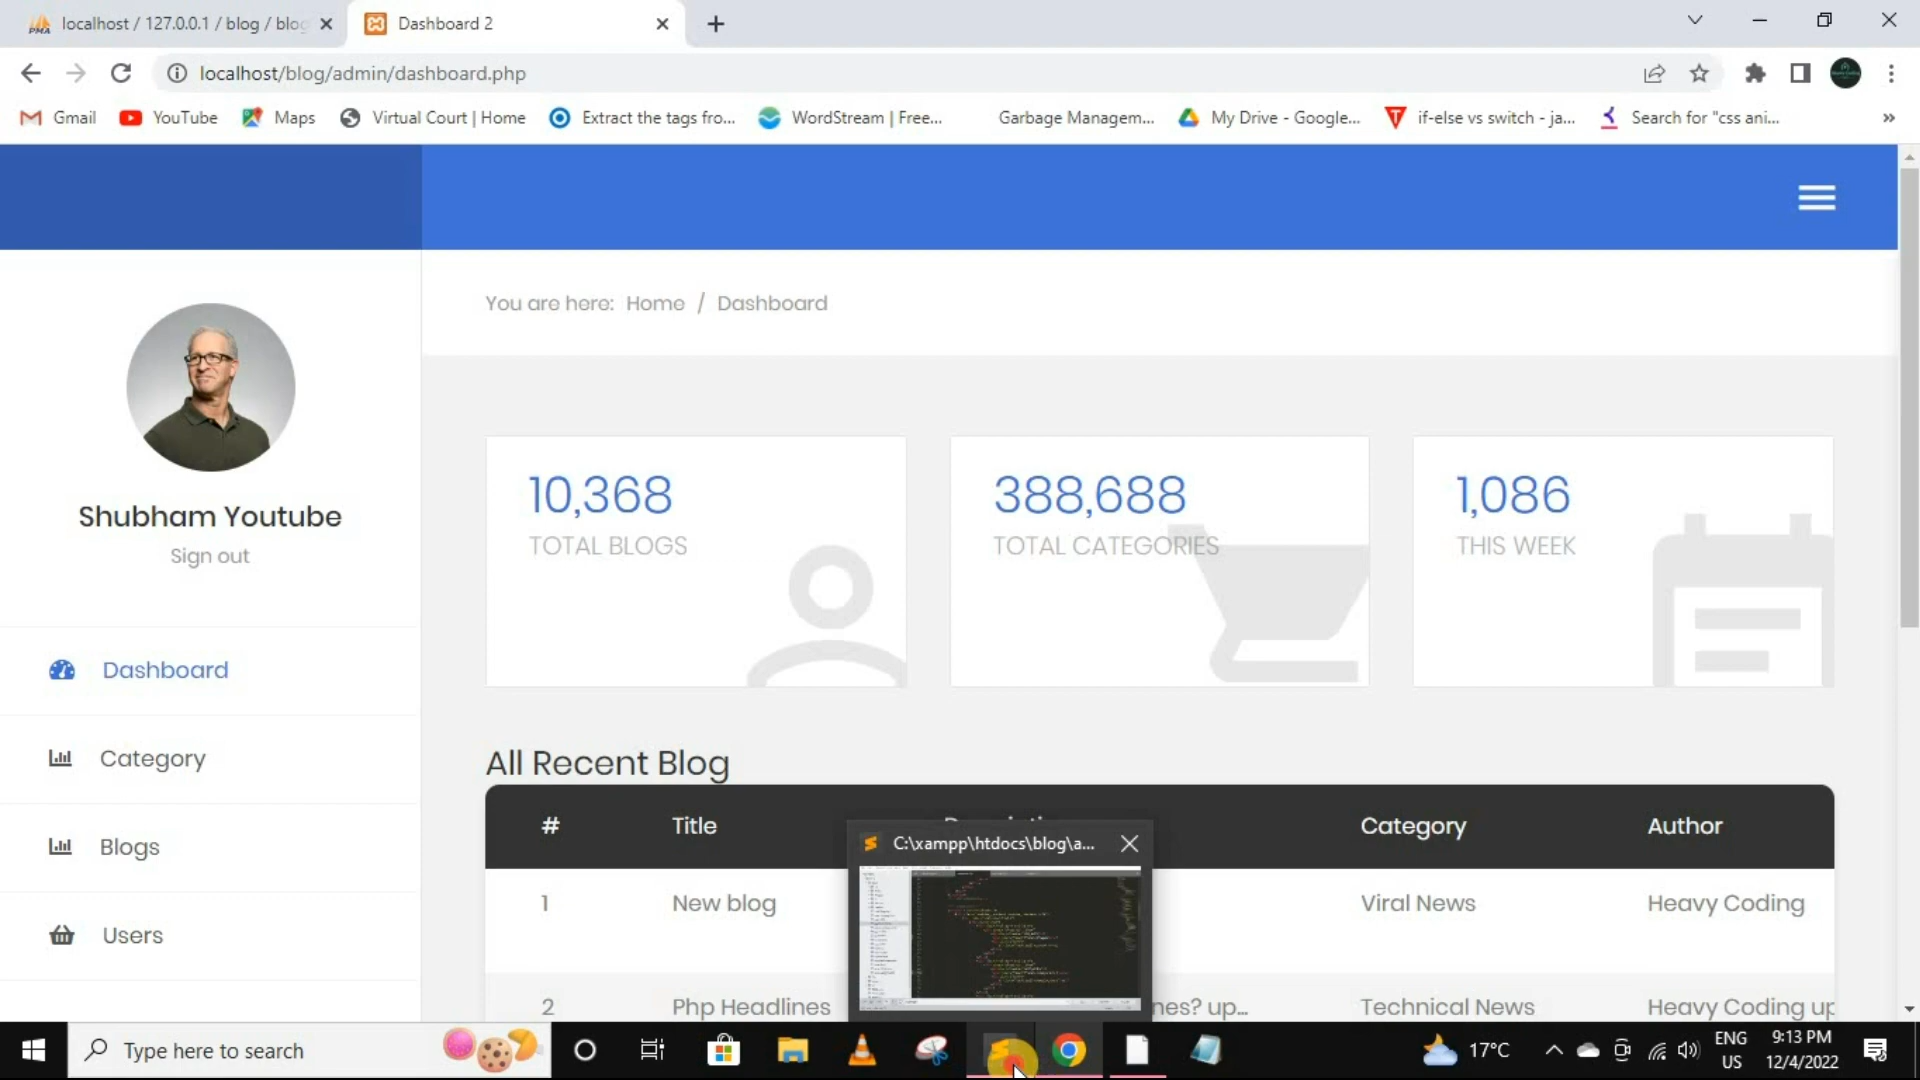 localhost / 127.0.0.1 / blog / blog
Dashboard 2
localhost/blog/admin/dashboard.php
Gmail YouTube Maps Virtual Court | Home Extract the tags fro... WordStream | Free... Garbage Managem... My Drive - Google... if-else vs switch - ja... Search for "css ani... »
You are here: Home / Dashboard
Shubham Youtube
Sign out
Dashboard
Category
Blogs
Users
10,368
TOTAL BLOGS
388,688
TOTAL CATEGORIES
1,086
THIS WEEK
All Recent Blog
# Title Category Author
1 New blog Viral News Heavy Coding
2 Php Headlines nes? up... Technical News Heavy Coding up
C:\xampp\htdocs\blog\a...
Type here to search
17°C
ENG
US
9:13 PM
12/4/2022